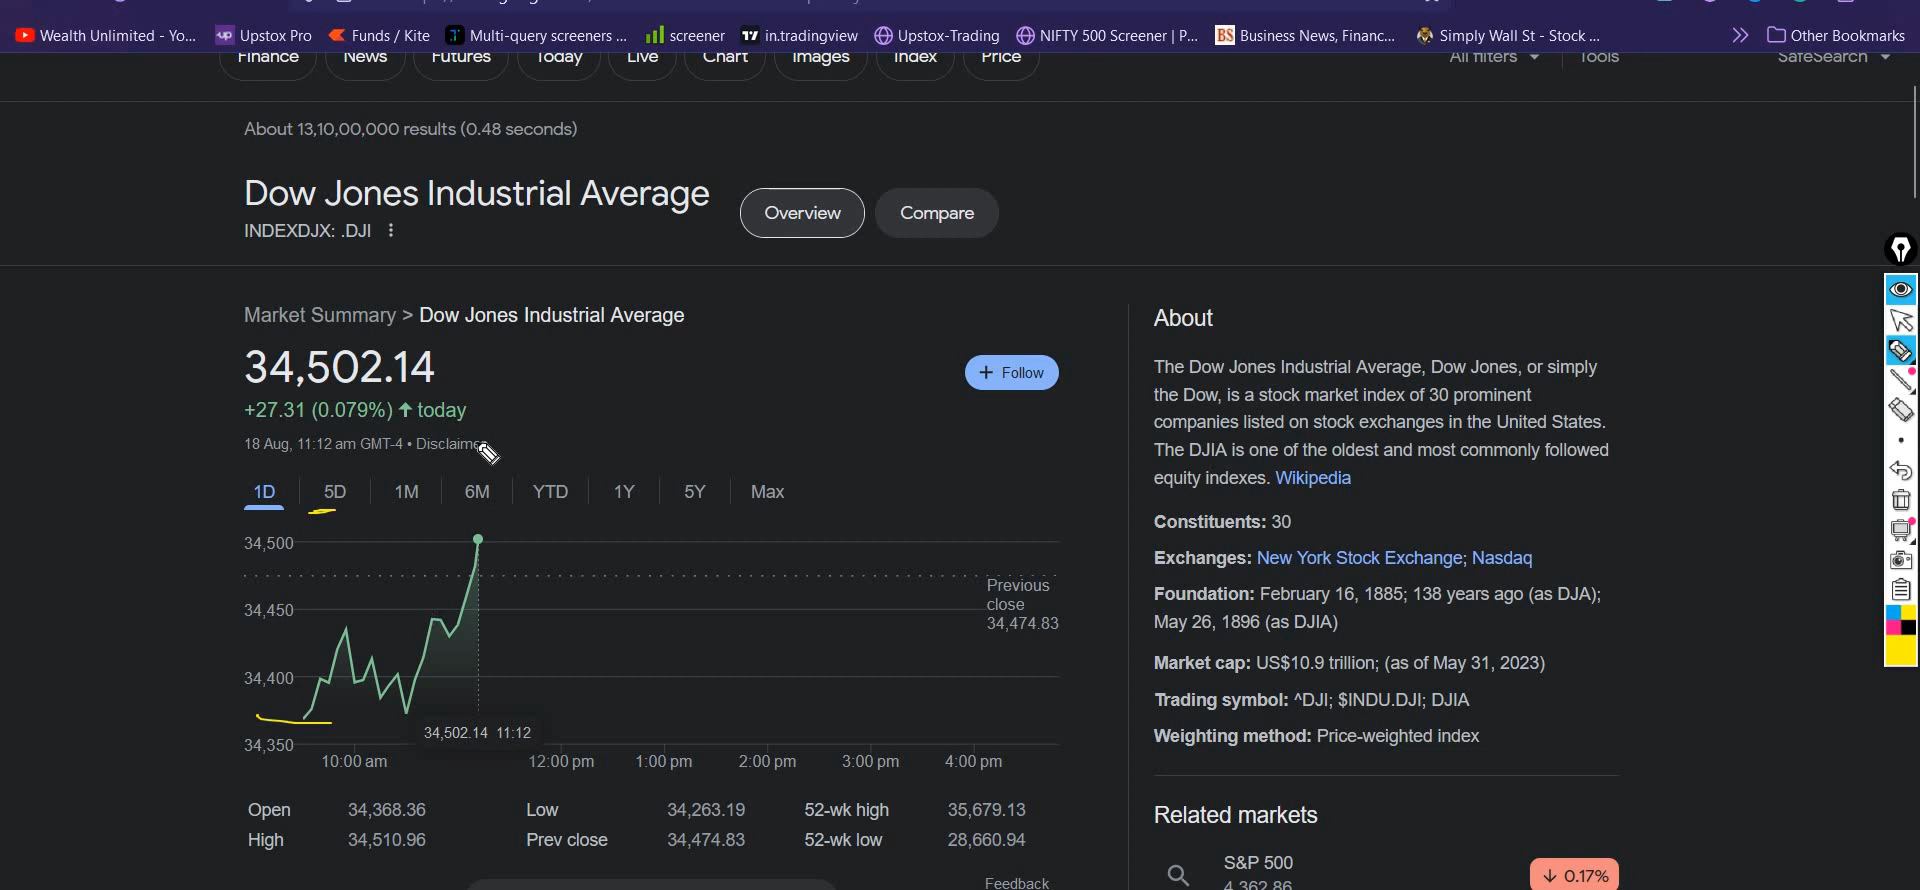 Wealth Unlimited - Yo...
Upstox Pro
Funds / Kite
Multi-query screeners ...
screener
in.tradingview
Upstox-Trading
NIFTY 500 Screener | P...
BS Business News, Financ...
Simply Wall St - Stock ...
Other Bookmarks
Finance
News
Futures
Today
Live
Chart
Images
Index
Price
All filters
Tools
SafeSearch
About 13,10,00,000 results (0.48 seconds)
Dow Jones Industrial Average
INDEXDJX: .DJI
Overview
Compare
Market Summary > Dow Jones Industrial Average
34,502.14
+27.31 (0.079%) ↑ today
18 Aug, 11:12 am GMT-4 • Disclaimer
+ Follow
1D
5D
1M
6M
YTD
1Y
5Y
Max
34,500
34,450
34,400
34,350
Previous
close
34,474.83
34,502.14 11:12
10:00 am
12:00 pm
1:00 pm
2:00 pm
3:00 pm
4:00 pm
Open 34,368.36 Low 34,263.19 52-wk high 35,679.13
High 34,510.96 Prev close 34,474.83 52-wk low 28,660.94
Feedback
About
The Dow Jones Industrial Average, Dow Jones, or simply
the Dow, is a stock market index of 30 prominent
companies listed on stock exchanges in the United States.
The DJIA is one of the oldest and most commonly followed
equity indexes. Wikipedia
Constituents: 30
Exchanges: New York Stock Exchange; Nasdaq
Foundation: February 16, 1885; 138 years ago (as DJA);
May 26, 1896 (as DJIA)
Market cap: US$10.9 trillion; (as of May 31, 2023)
Trading symbol: ^DJI; $INDU.DJI; DJIA
Weighting method: Price-weighted index
Related markets
S&P 500
4,362.86
↓ 0.17%